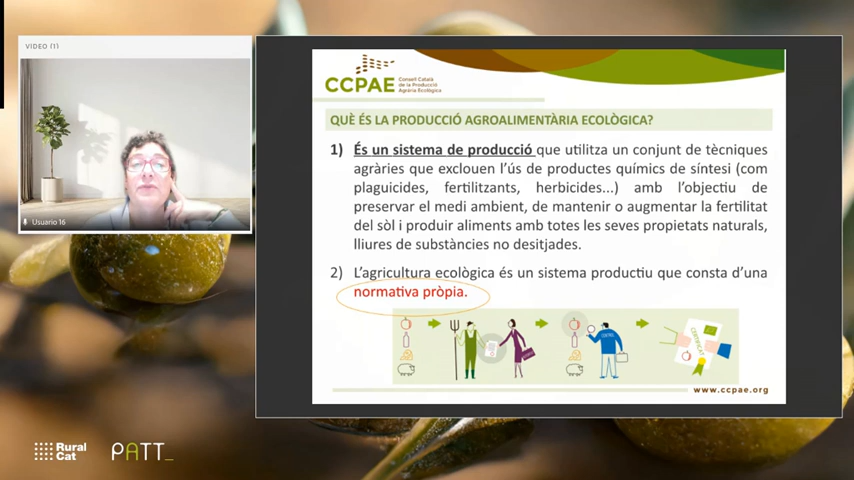 VIDEO (1)
Usuario 16
CCPAE
Consell Català
de la Producció
Agrària Ecològica
QUÈ ÉS LA PRODUCCIÓ AGROALIMENTÀRIA ECOLÒGICA?
1) És un sistema de producció que utilitza un conjunt de tècniques
agràries que exclouen l'ús de productes químics de síntesi (com
plaguicides, fertilitzants, herbicides...) amb l'objectiu de
preservar el medi ambient, de mantenir o augmentar la fertilitat
del sòl i produir aliments amb totes les seves propietats naturals,
lliures de substàncies no desitjades.
2) L'agricultura ecològica és un sistema productiu que consta d'una
normativa pròpia.
CERTIFICAT
www.ccpae.org
Rural
Cat
PATT_